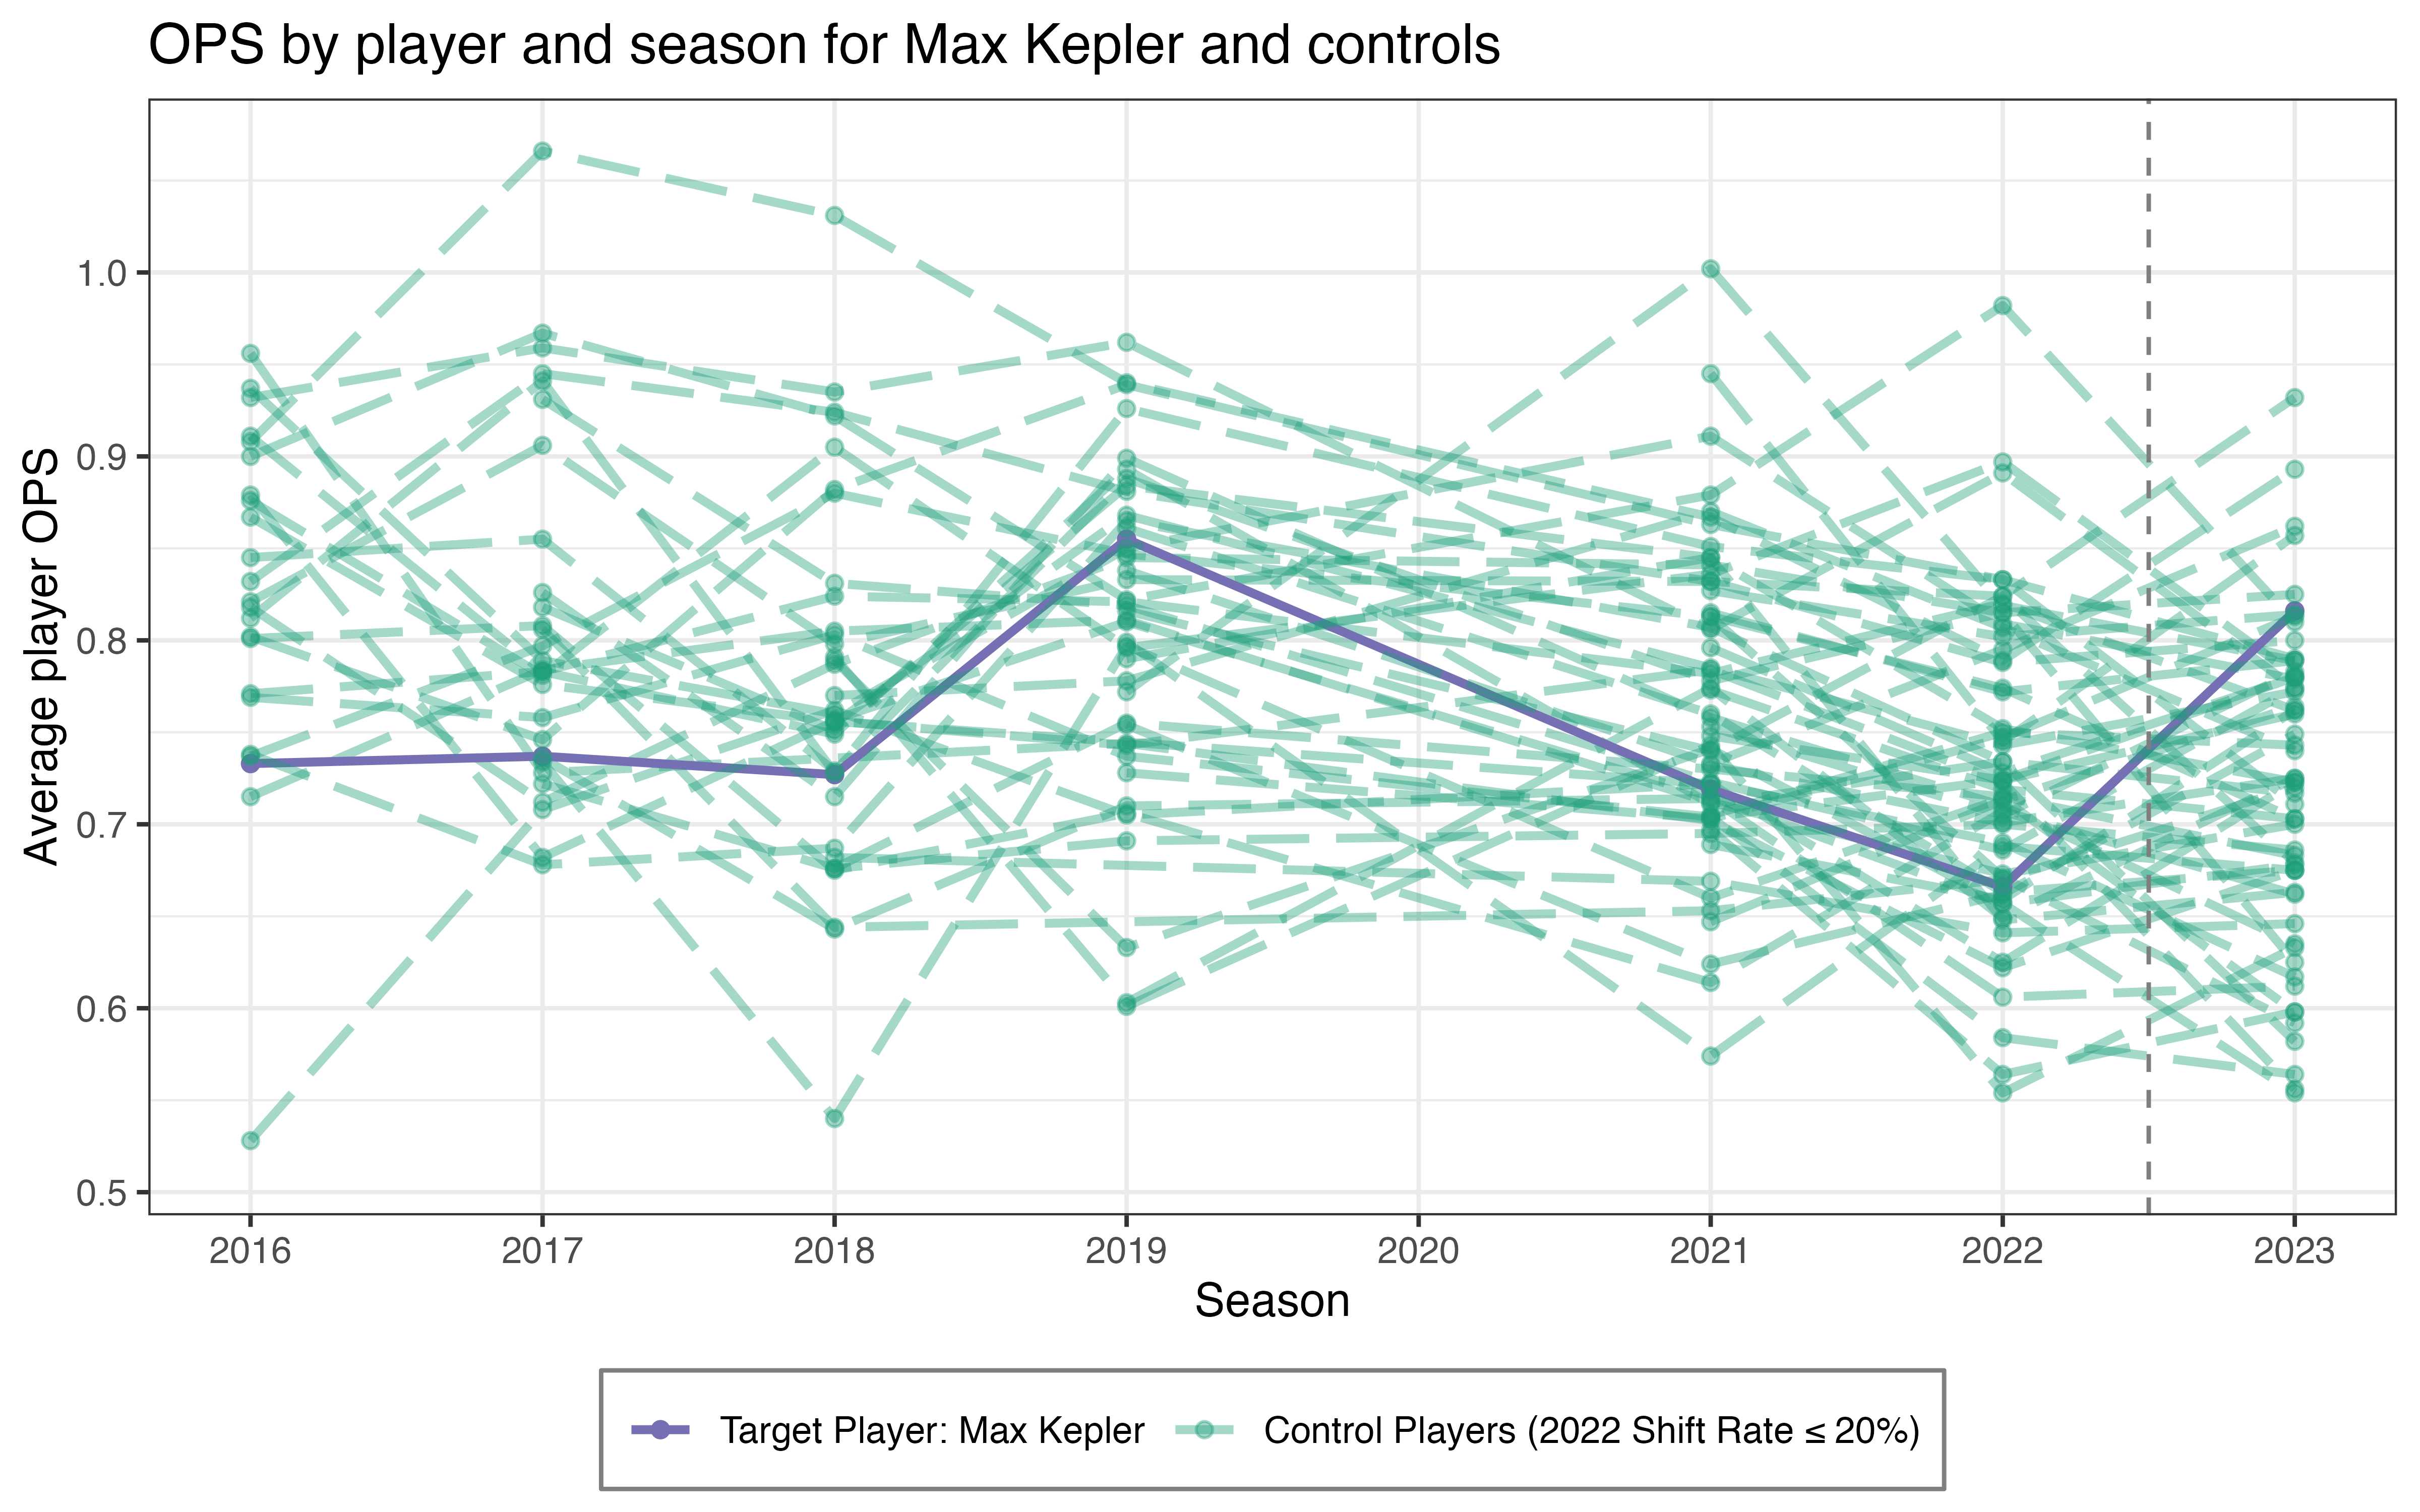 OPS by player and season for Max Kepler and controls
Average player OPS
1.0
0.9
0.8
0.7
0.6
0.5
2016 2017 2018 2019 2020 2021 2022 2023
Season
Target Player: Max Kepler Control Players (2022 Shift Rate ≤ 20%)